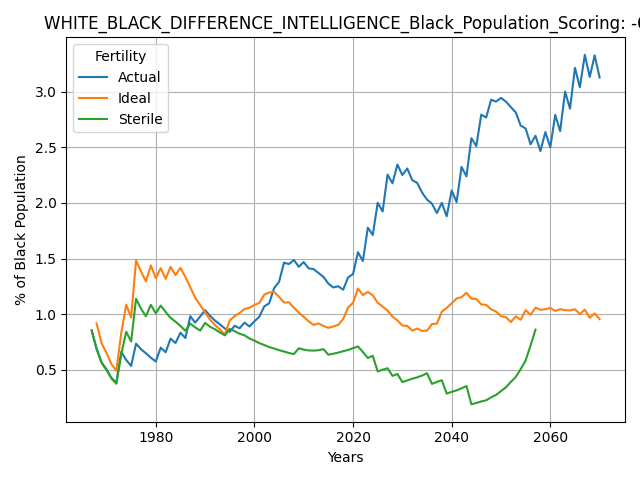 WHITE_BLACK_DIFFERENCE_INTELLIGENCE_Black_Population_Scoring: -
Fertility
Actual
Ideal
Sterile
% of Black Population
3.0
2.5
2.0
1.5
1.0
0.5
1980
2000
2020
2040
2060
Years